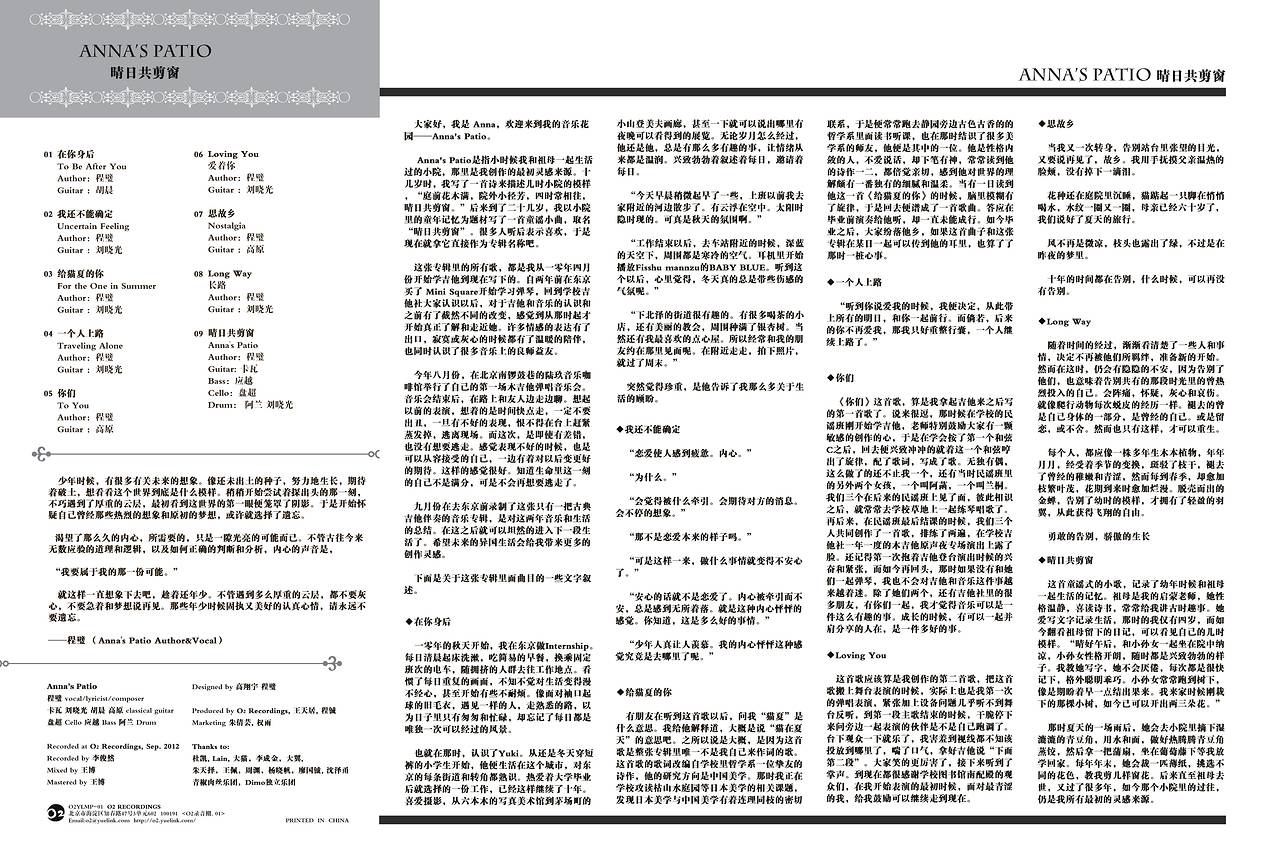 ANNA'S PATIO
晴日共剪窗
01 在你身后
To Be After You
Author：程璧
Guitar：胡晨
02 我还不能确定
Uncertain Feeling
Author：程璧
Guitar：刘晓光
03 给猫夏的你
For the One in Summer
Author：程璧
Guitar：刘晓光
04 一个人上路
Traveling Alone
Author：程璧
Guitar：刘晓光
05 你们
To You
Author：程璧
Guitar：高原
06 Loving You
爱着你
Author：程璧
Guitar：刘晓光
07 思故乡
Nostalgia
Author：程璧
Guitar：高原
08 Long Way
长路
Author：程璧
Guitar：刘晓光
09 晴日共剪窗
Anna's Patio
Author：程璧
Guitar: 卡瓦
Bass：应越
Cello：盘超
Drum： 阿兰 刘晓光
少年时候，有很多有关未来的想象。像还未出土的种子，努力地生长，期待
着破土，想看看这个世界到底是什么模样。稍稍开始尝试着探出头的那一刻，
不巧遇到了厚重的云层，最初看到这世界的第一眼便笼罩了阴影。于是开始怀
疑自己曾经那些热烈的想象和原初的梦想，或许就选择了遗忘。
渴望了那么久的内心，所需要的，只是一隙光亮的可能而已。不管古往今来
无数应验的道理和逻辑，以及如何正确的判断和分析，内心的声音是，
“我要属于我的那一份可能。”
就这样一直想象下去吧，趁着还年少。不管遇到多么厚重的云层，都不要灰
心，不要急着和梦想说再见。那些年少时候固执又美好的认真心情，请永远不
要遗忘。
——程璧 （Anna's Patio Author&Vocal）
Anna's Patio
程璧 vocal/lyricist/composer
卡瓦 刘晓光 胡晨 高原 classical guitar
盘超 Cello 应越 Bass 阿兰 Drum
Designed by 高翔宇 程璧
Produced by O2 Recordings, 王天居, 程铖
Marketing 朱倩芸, 权雨
Recorded at O2 Recordings, Sep. 2012
Recorded by 李俊然
Mixed by 王博
Mastered by 王博
Thanks to:
杜凯, Lain, 大猫, 李成金, 大翼,
朱天择, 王佩, 周渊, 杨晓帆, 廖国钺, 沈泽勇
青椒肉丝乐团, Dimo独立乐团
O2
O2YLMP-01 O2 RECORDINGS
北京市海淀区知春路87号3单元602 100191 <O2录音棚. 01>
Email:o2@yuelink.com http://o2.yuelink.com/
PRINTED IN CHINA
ANNA'S PATIO 晴日共剪窗
大家好，我是 Anna，欢迎来到我的音乐花
园——Anna's Patio。
Anna's Patio是指小时候我和祖母一起生活
过的小院，那里是我创作的最初灵感来源。十
几岁时，我写了一首诗来描述儿时小院的模样
，“庭前花木满，院外小径芳，四时常相往，
晴日共剪窗。”后来到了二十几岁，我以小院
里的童年记忆为题材写了一首童谣小曲，取名
“晴日共剪窗”。很多人听后表示喜欢，于是
现在就拿它直接作为专辑名称吧。
这张专辑里的所有歌，都是我从一零年四月
份开始学吉他到现在写下的。自两年前在东京
买了 Mini Square开始学习弹琴，回到学校吉
他社大家认识以后，对于吉他和音乐的认识和
之前有了截然不同的改变，感觉到从那时起才
开始真正了解和走近她。许多情感的表达有了
出口，寂寞或灰心的时候都有了温暖的陪伴，
也同时认识了很多音乐上的良师益友。
今年八月份，在北京南锣鼓巷的陆玖音乐咖
啡馆举行了自己的第一场木吉他弹唱音乐会。
音乐会结束后，在路上和友人边走边聊。想起
以前的表演，想着的是时间快点走，一定不要
出丑，一旦有不好的表现，恨不得在台上赶紧
蒸发掉，逃离现场。而这次，是即使有差错，
也没有想要逃走了。感觉表现不好的时候，也是
可以从容接受的自己，一边有着对以后变更好
的期待。这样的感觉很好。知道生命里这一刻
的自己不是满分，可是不会再想要逃走了。
九月份在去东京前录制了这张只有一把古典
吉他伴奏的音乐专辑，是对这两年音乐和生活
的总结。在这之后就可以坦然的进入下一段生
活了。希望未来的异国生活会给我带来更多的
创作灵感。
下面是关于这张专辑里面曲目的一些文字叙
述。
◆在你身后
一零年的秋天开始，我在东京做Internship。
每日清晨起床洗漱，吃简易的早餐，换乘固定
班次的电车，随拥挤的人群去往工作地点。看
惯了每日重复的画面，不知不觉对生活变得漫
不经心，甚至开始有些不耐烦。像面对袖口起
球的旧毛衣，遇见一样的人，走熟悉的路，以
为日子里只有匆匆和忙碌，却忘记了每日都是
唯独一次可以经过的风景。
也就在那时，认识了Yuki。从还是冬天穿短
裤的小学生开始，他便生活在这个城市，对东
京的每条街道和转角都熟识。热爱着大学毕业
后就选择的一份工作，已经这样继续了十年。
喜爱摄影，从六本木的写真美术馆到茅场町的
小山登美夫画廊，甚至一下就可以说出哪里有
夜晚可以看得到的展览。无论岁月怎么经过，
他还是他，总是有那么多有趣的事，让情绪从
来都是温润。兴致勃勃着叙述着每日，邀请着
每日。
“今天早晨稍微起早了一些，上班以前我去
家附近的河边散步了。有云浮在空中。太阳时
隐时现的。可真是秋天的氛围啊。”
“工作结束以后，去车站附近的时候，深蓝
的天空下，周围都是寒冷的空气。耳机里开始
播放Fisshu mannzu的BABY BLUE。听到这
个以后，心里觉得，冬天真的总是带些伤感的
气氛呢。”
“下北泽的街道很有趣的。有很多喝茶的小
店，还有美丽的教会，周围种满了银杏树。当
然还有我最喜欢的点心屋。所以经常和我的朋
友约在那里见面呢。在附近走走，拍下照片，
就过了周末。”
突然觉得珍重，是他告诉了我那么多关于生
活的顾盼。
◆我还不能确定
“恋爱使人感到疲惫。内心。”
“为什么。”
“会觉得被什么牵引。会期待对方的消息。
会不停的想象。”
“那不是恋爱本来的样子吗。”
“可是这样一来，做什么事情就变得不安心
了。”
“安心的话就不是恋爱了。内心被牵引而不
安，总是感到无所着落。就是这种内心怦怦的
感觉。你知道，这是多么好的事情。”
“少年人真让人羡慕。我的内心怦怦这种感
觉究竟是去哪里了呢。”
◆给猫夏的你
有朋友在听到这首歌以后，问我“猫夏”是
什么意思。我给他解释道，大概是说“猫在夏
天”的意思吧。之所以说是大概，是因为这首
歌是整张专辑里唯一不是我自己来作词的歌。
这首歌的歌词改编自学校里哲学系一位挚友的
诗作，他的研究方向是中国美学。那时我正在
学校攻读枯山水庭园等日本美学的相关课题，
发现日本美学与中国美学有着连理同枝的密切
联系，于是便常常跑去静园旁边古色古香的的
哲学系里面读书听课，也在那时结识了很多美
学系的师友，他便是其中的一位。他是性格内
敛的人，不爱说话，却下笔有神，常常读到他
的诗作一二，都倍觉亲切，感到他对世界的理
解颇有一番独有的细腻和温柔。当有一日读到
他这一首《给猫夏的你》的时候，脑里模糊有
了旋律，于是回去便谱成了一首歌曲。答应在
毕业前演奏给他听，却一直未能成行。如今毕
业之后，大家纷落他乡，如果这首曲子和这张
专辑在某日一起可以传到他的耳里，也算了了
那时一桩心事。
◆一个人上路
“听到你说爱我的时候，我便决定，从此带
上所有的明日，和你一起前行。而倘若，后来
的你不再爱我，那我只好重整行囊，一个人继
续上路了。”
◆你们
《你们》这首歌，算是我拿起吉他来之后写
的第一首歌了。说来很逗，那时候在学校的民
谣班刚开始学吉他，老师特别鼓励大家有一颗
敏感的创作的心，于是在学会按了第一个和弦
C之后，回去便兴致冲冲的就着这一个和弦哼
出了旋律，配了歌词，写成了歌。无独有偶，
这么做了的还不止我一个，还有当时民谣班里
的另外两个女孩，一个叫阿菡，一个叫兰桐。
我们三个在后来的民谣班上见了面，彼此相识
之后，就常常去学校草地上一起练琴唱歌了。
再后来，在民谣班最后结课的时候，我们三个
人共同创作了一首歌，排练了两遍，在学校吉
他社一年一度的木吉他原声夜专场演出上露了
脸。还记得第一次抱着吉他登台演出时候的兴
奋和紧张，而如今再回头，那时如果没有和她
们一起弹琴，我也不会对吉他和音乐这件事越
来越着迷。除了她们两个，还有吉他社里的很
多朋友，有你们一起，我才觉得音乐可以是一
件这么有趣的事。成长的时候，有可以一起并
肩分享的人在，是一件多好的事。
◆Loving You
这首歌应该算是我创作的第二首歌，把这首
歌搬上舞台表演的时候，实际上也是我第一次
的弹唱表演，紧张加上设备问题几乎听不到舞
台反听，到第一段主歌结束的时候，干脆停下
来问旁边一起表演的伙伴是不是自己跑调了。
台下观众一下就乐了，我害羞到视线都不知该
投放到哪里了，喘了口气，拿好吉他说“下面
第二段”。大家笑的更厉害了，接下来听到了
掌声。到现在都很感谢学校图书馆南配殿的观
众们，在我开始表演的最初时候，面对最青涩
的我，给我鼓励可以继续走到现在。
◆思故乡
当我又一次转身，告别站台里张望的目光，
又要说再见了，故乡。我用手抚摸父亲温热的
脸颊，没有掉下一滴泪。
花种还在庭院里沉睡，猫踮起一只脚在悄悄
喝水，水纹一圈又一圈，母亲已经六十岁了，
我们说好了夏天的旅行。
风不再是微凉，枝头也露出了绿，不过是在
昨夜的梦里。
十年的时间都在告别，什么时候，可以再没
有告别。
◆Long Way
随着时间的经过，渐渐看清楚了一些人和事
情，决定不再被他们所羁绊，准备新的开始。
然而在这时，仍会有隐隐的不安，因为告别了
他们，也意味着告别共有的那段时光里的曾热
烈投入的自己。会阵痛，怀疑，灰心和哀伤。
就像爬行动物每次蜕皮的经历一样。褪去的曾
是自己身体的一部分，是曾经的自己。或是留
恋，或不舍。然而也只有这样，才可以重生。
每个人，都应像一株多年生木本植物，年年
月月，经受着季节的变换，斑驳了枝干，褪去
了曾经的稚嫩和青涩，然而每到春季，却愈加
枝繁叶茂，花期到来时愈加烂漫。脱壳而出的
金蝉，告别了幼时的模样，才拥有了轻盈的羽
翼，从此获得飞翔的自由。
勇敢的告别，骄傲的生长
◆晴日共剪窗
这首童谣式的小歌，记录了幼年时候和祖母
一起生活的记忆。祖母是我的启蒙老师，她性
格温静，喜读诗书，常常给我讲古时趣事。她
爱写文字记录生活，那时的我仅有四岁，而如
今翻看祖母留下的日记，可以看见自己的儿时
模样。“晴好午后，和小孙女一起坐在院中纳
凉，小孙女性格开朗，随时都是兴致勃勃的样
子。我教她写字，她不会厌倦，每次都是很快
记下，格外聪明乖巧。小孙女常常跑到树下，
像是期盼着早一点结出果来。我来家时候刚栽
下的那棵小树，如今已可以开出两三朵花。”
那时夏天的一场雨后，她会去小院里摘下湿
漉漉的青豆角，用水和面，做好热腾腾青豆角
蒸饺，然后拿一把蒲扇，坐在葡萄藤下等我放
学回家。每年年末，她会裁一匹薄纸，挑选不
同的花色，教我剪儿样窗花。后来直至祖母去
世，又过了很多年，如今那个小院里的过往，
仍是我所有最初的灵感来源。